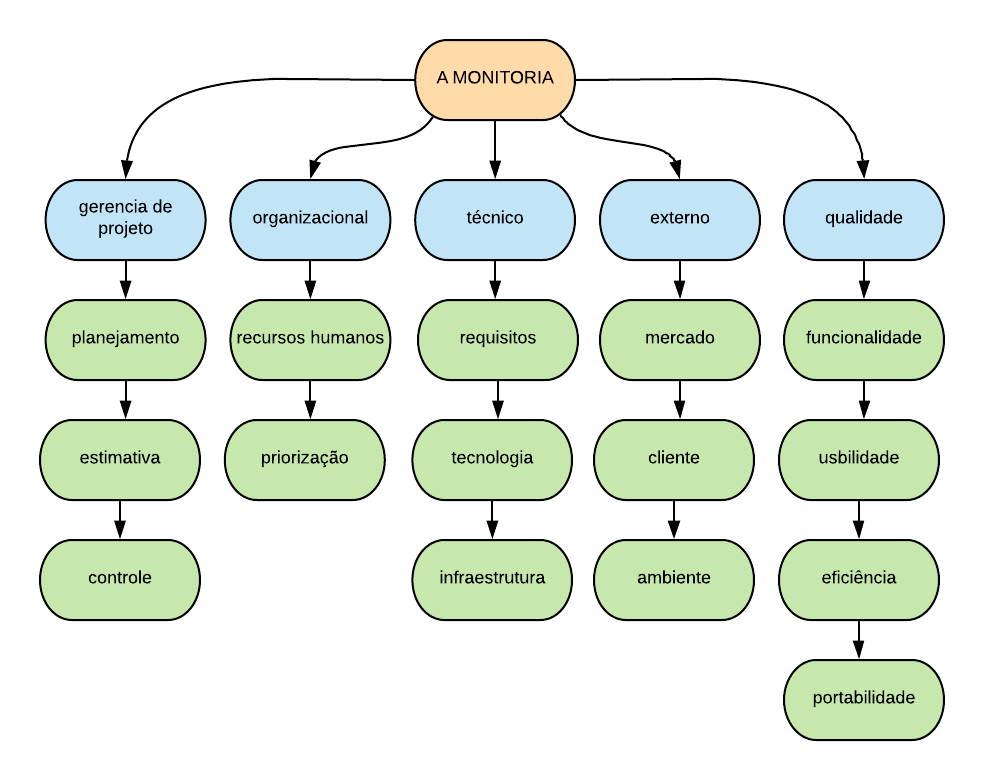 A MONITORIA
gerencia de
projeto
organizacional
técnico
externo
qualidade
planejamento
recursos humanos
requisitos
mercado
funcionalidade
estimativa
priorização
tecnologia
cliente
usbilidade
controle
infraestrutura
ambiente
eficiência
portabilidade